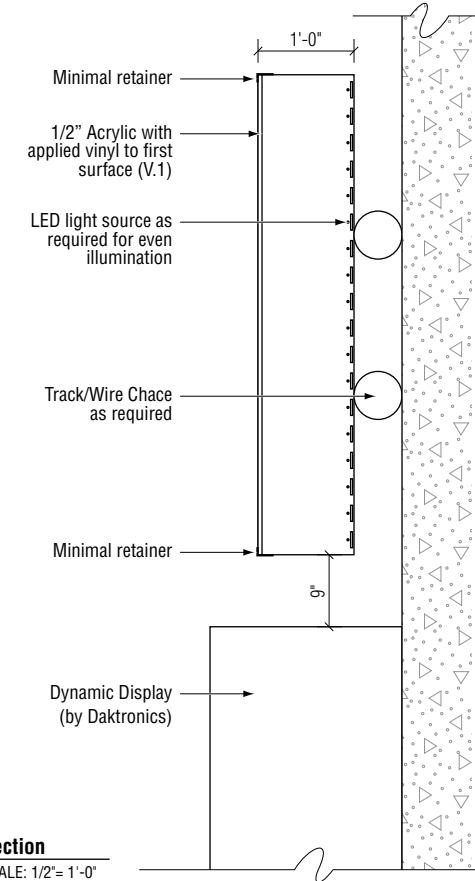 1'-0"
Minimal retainer
1/2” Acrylic with
applied vinyl to first
surface (V.1)
LED light source as
required for even
illumination
Track/Wire Chace
as required
Minimal retainer
9"
Dynamic Display
(by Daktronics)
ection
ALE: 1/2"= 1'-0"